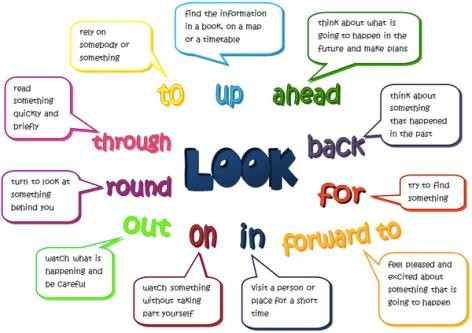 find the information
in a book, on a map
or a timetable
think about what is
going to happen in the
future and make plans
rely on
somebody or
something
to
up
ahead
read
something
quickly and
briefly
think about
something
that happened
in the past
through
LOOK
back
turn to look at
something
behind you
round
for
try to find
something
out
on
in
forward to
watch what is
happening and
be careful
watch something
without taking
part yourself
visit a person or
place for a short
time
feel pleased and
excited about
something that is
going to happen